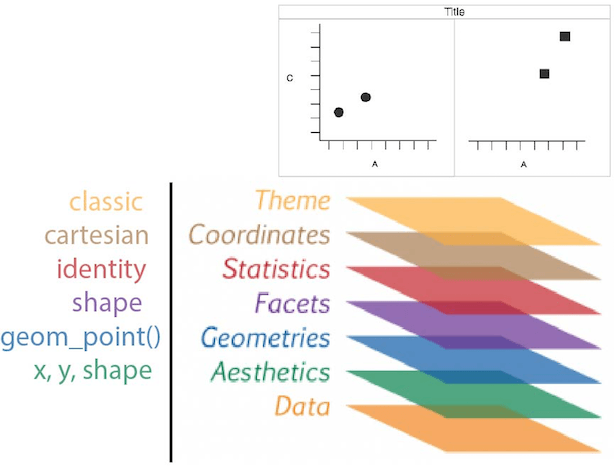 Title
C
A
A
classic
Theme
cartesian
Coordinates
identity
Statistics
shape
Facets
geom_point()
Geometries
x, y, shape
Aesthetics
Data